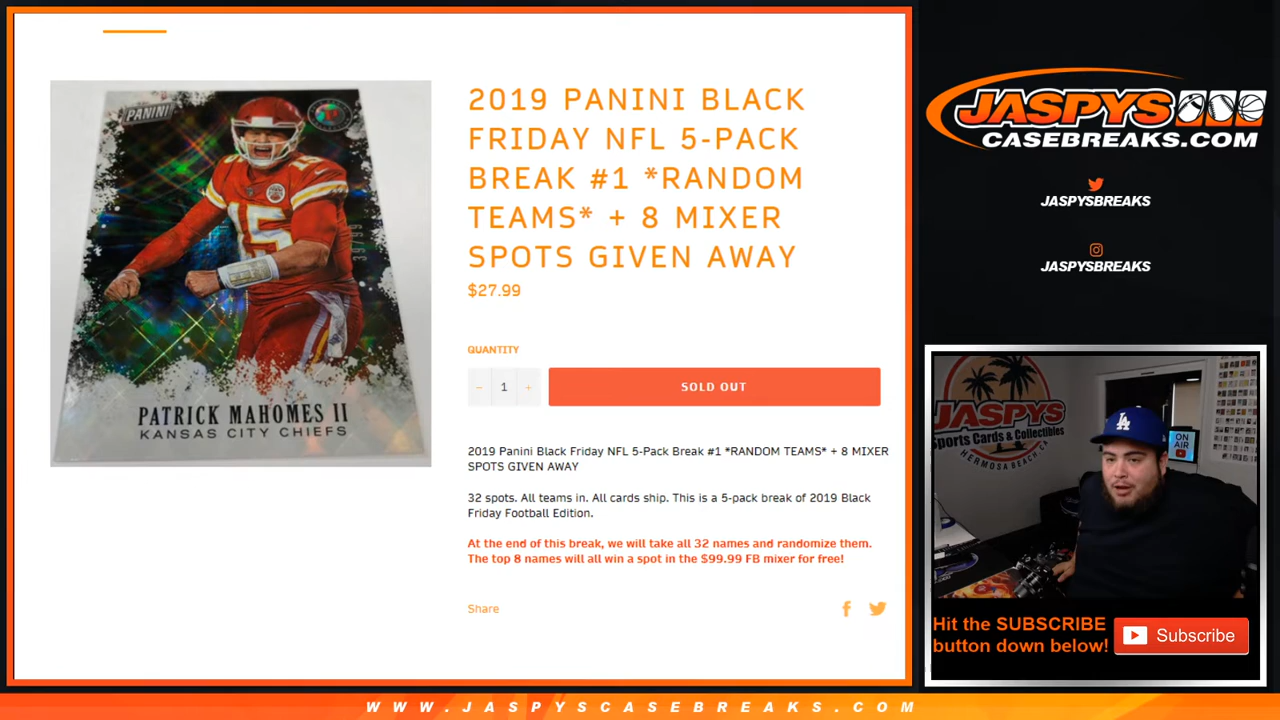 PANINI
15
39/99
PATRICK MAHOMES II
KANSAS CITY CHIEFS
2019 PANINI BLACK
FRIDAY NFL 5-PACK
BREAK #1 *RANDOM
TEAMS* + 8 MIXER
SPOTS GIVEN AWAY
$27.99
QUANTITY
− 1 +
SOLD OUT
2019 Panini Black Friday NFL 5-Pack Break #1 *RANDOM TEAMS* + 8 MIXER
SPOTS GIVEN AWAY
32 spots. All teams in. All cards ship. This is a 5-pack break of 2019 Black
Friday Football Edition.
At the end of this break, we will take all 32 names and randomize them.
The top 8 names will all win a spot in the $99.99 FB mixer for free!
Share
JASPYS
CASEBREAKS.COM
JASPYSBREAKS
JASPYSBREAKS
JASPYS
Sports Cards & Collectibles
HERMOSA BEACH, CA
LA
ON
AIR
Hit the SUBSCRIBE
button down below!
Subscribe
WWW.JASPYSCASEBREAKS.COM